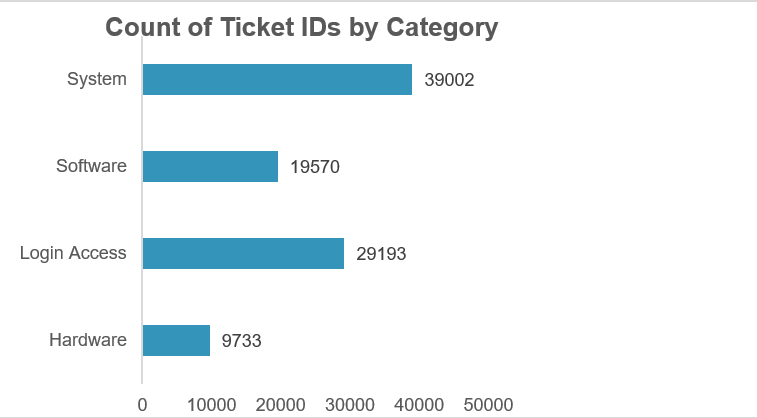 Count of Ticket IDs by Category
System 39002
Software 19570
Login Access 29193
Hardware 9733
0 10000 20000 30000 40000 50000